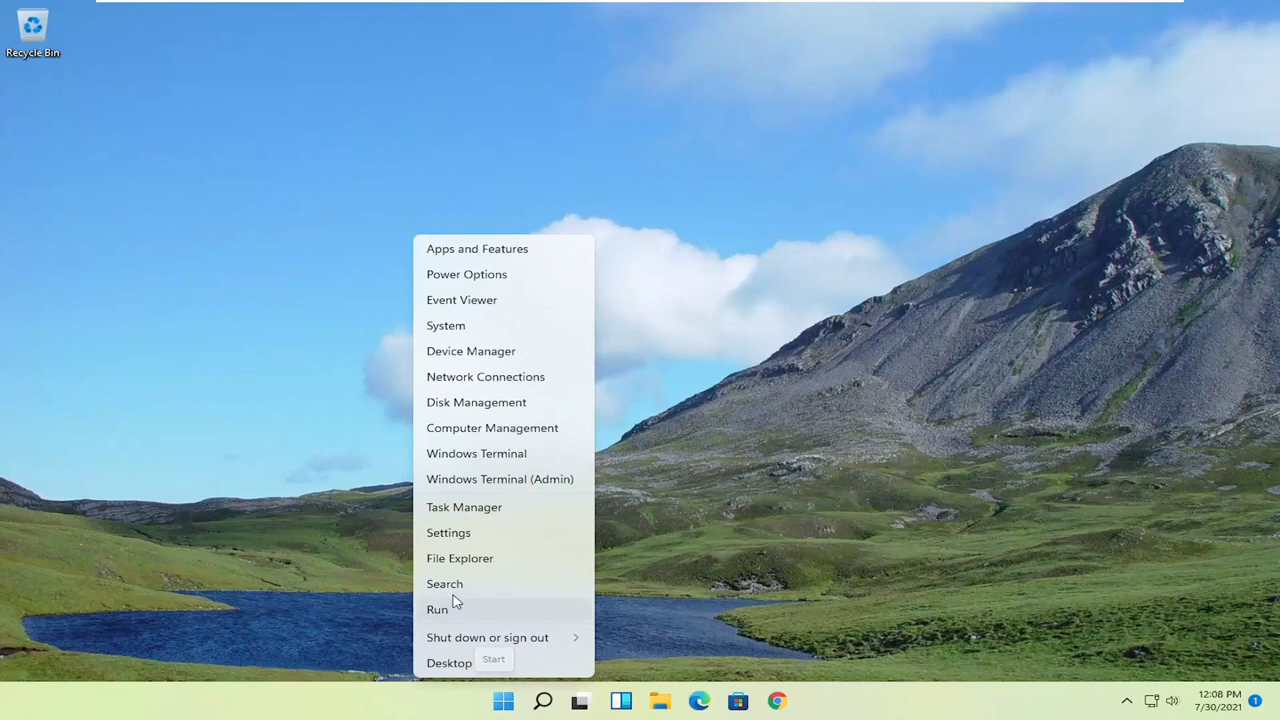 Recycle Bin
Apps and Features
Power Options
Event Viewer
System
Device Manager
Network Connections
Disk Management
Computer Management
Windows Terminal
Windows Terminal (Admin)
Task Manager
Settings
File Explorer
Search
Run
Shut down or sign out
Desktop
Start
12:08 PM
7/30/2021
1